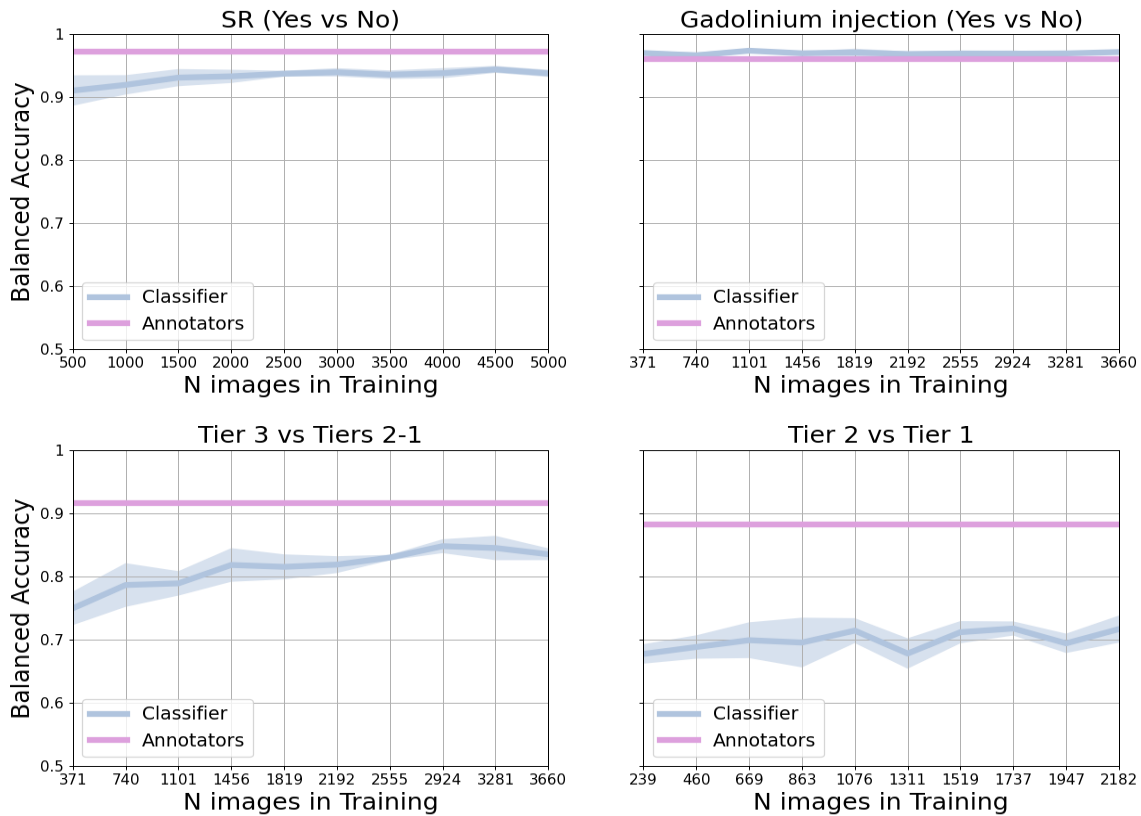 SR (Yes vs No)
1
0.9
0.8
0.7
0.6
0.5
Balanced Accuracy
Classifier
Annotators
500 1000 1500 2000 2500 3000 3500 4000 4500 5000
N images in Training
Gadolinium injection (Yes vs No)
Classifier
Annotators
371 740 1101 1456 1819 2192 2555 2924 3281 3660
N images in Training
Tier 3 vs Tiers 2-1
1
0.9
0.8
0.7
0.6
0.5
Balanced Accuracy
Classifier
Annotators
371 740 1101 1456 1819 2192 2555 2924 3281 3660
N images in Training
Tier 2 vs Tier 1
Classifier
Annotators
239 460 669 863 1076 1311 1519 1737 1947 2182
N images in Training